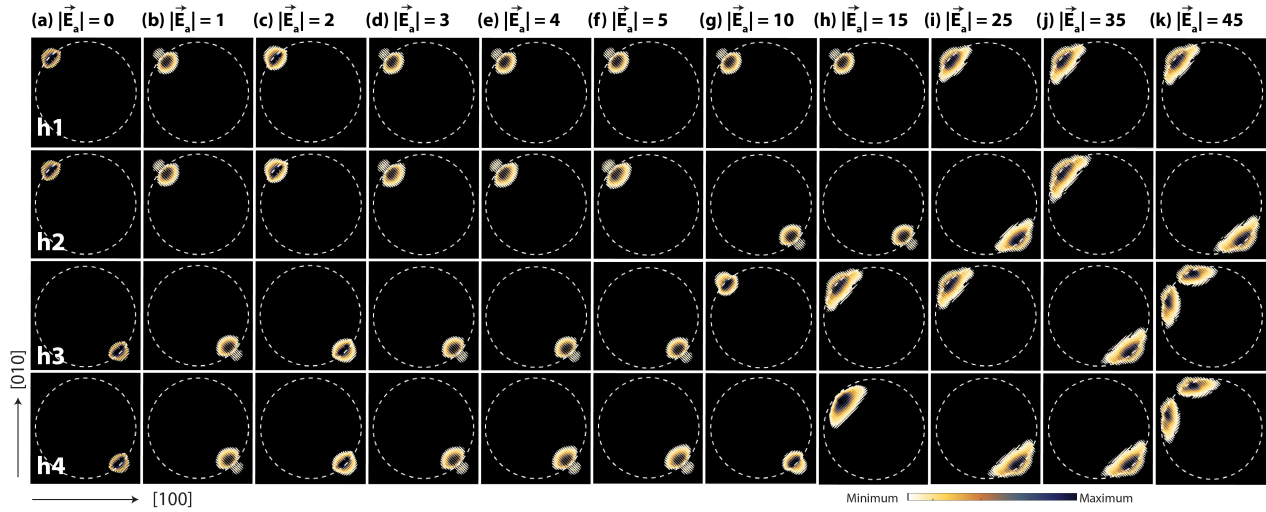 (a) |E⃗ₐ| = 0 (b) |E⃗ₐ| = 1 (c) |E⃗ₐ| = 2 (d) |E⃗ₐ| = 3 (e) |E⃗ₐ| = 4 (f) |E⃗ₐ| = 5 (g) |E⃗ₐ| = 10 (h) |E⃗ₐ| = 15 (i) |E⃗ₐ| = 25 (j) |E⃗ₐ| = 35 (k) |E⃗ₐ| = 45
h1
h2
h3
h4
[010]
[100]
Minimum Maximum